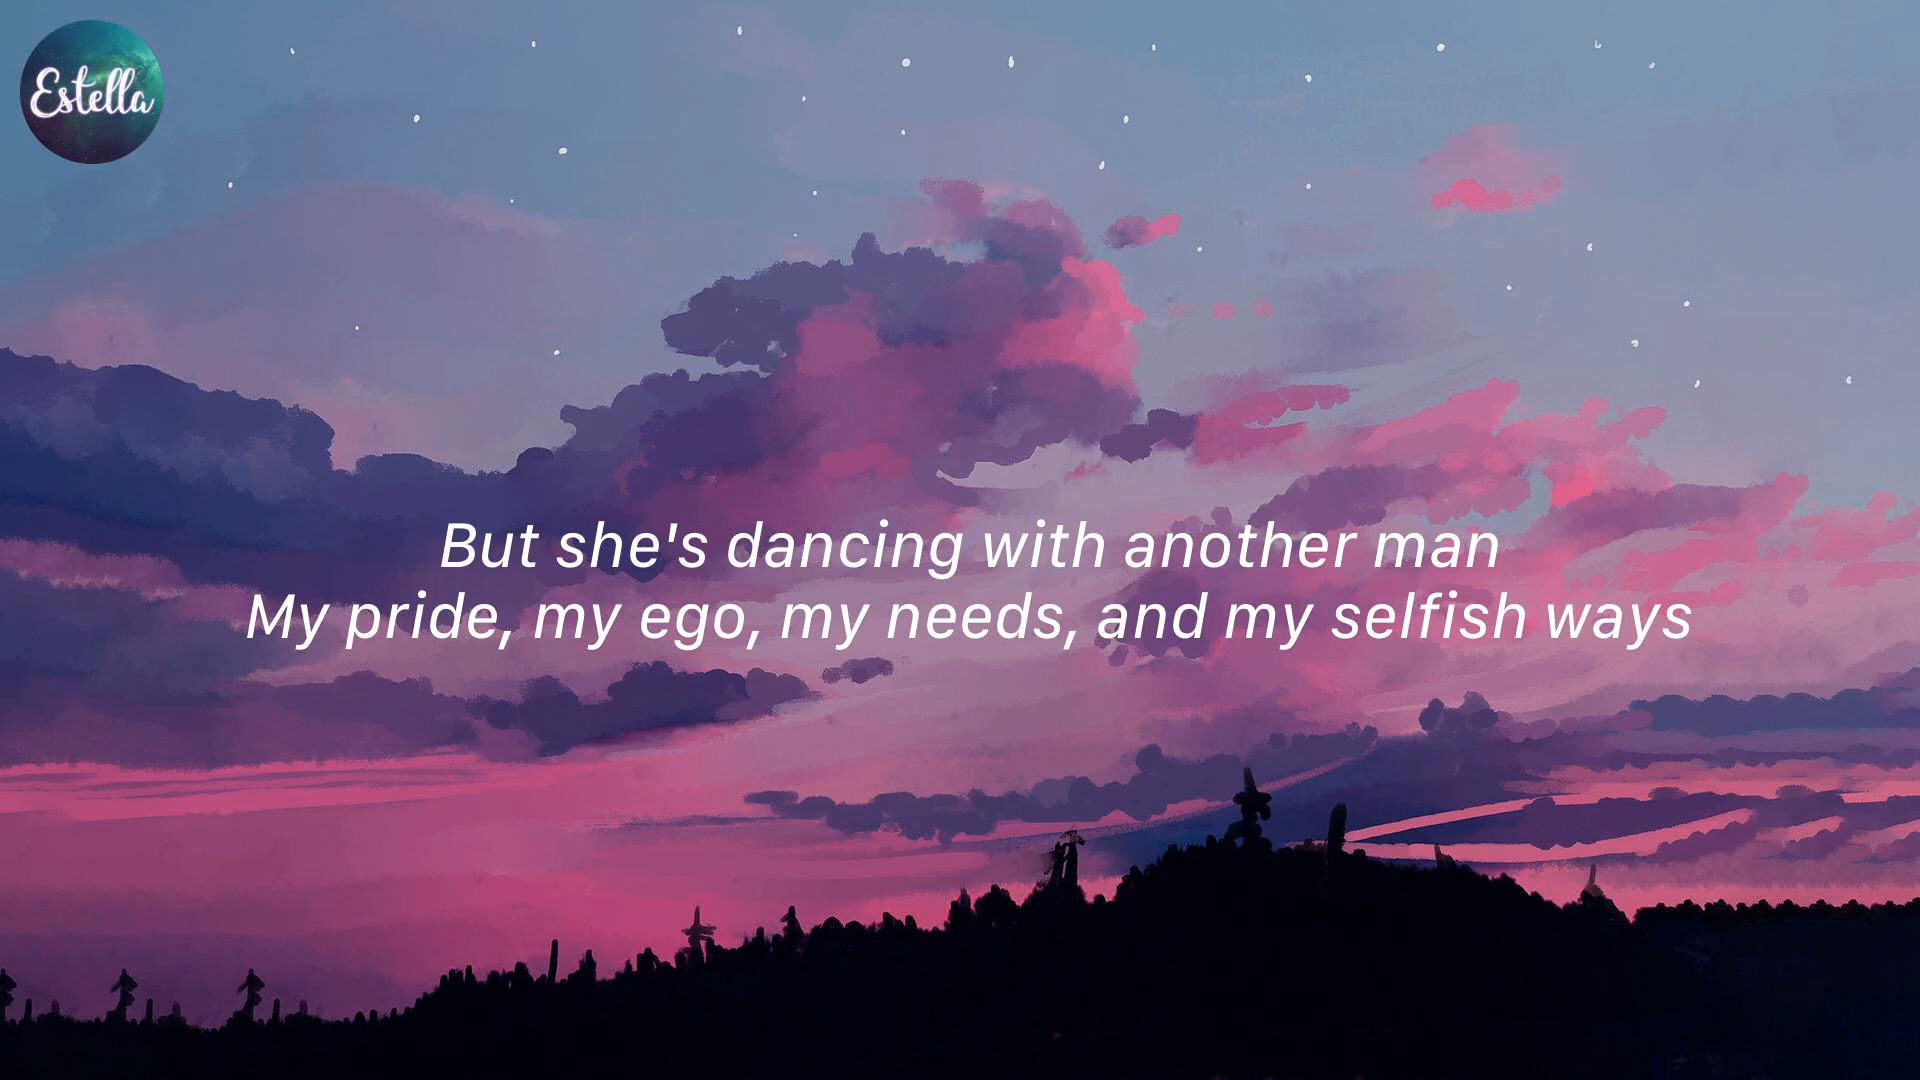 Estella
But she's dancing with another man
My pride, my ego, my needs, and my selfish ways